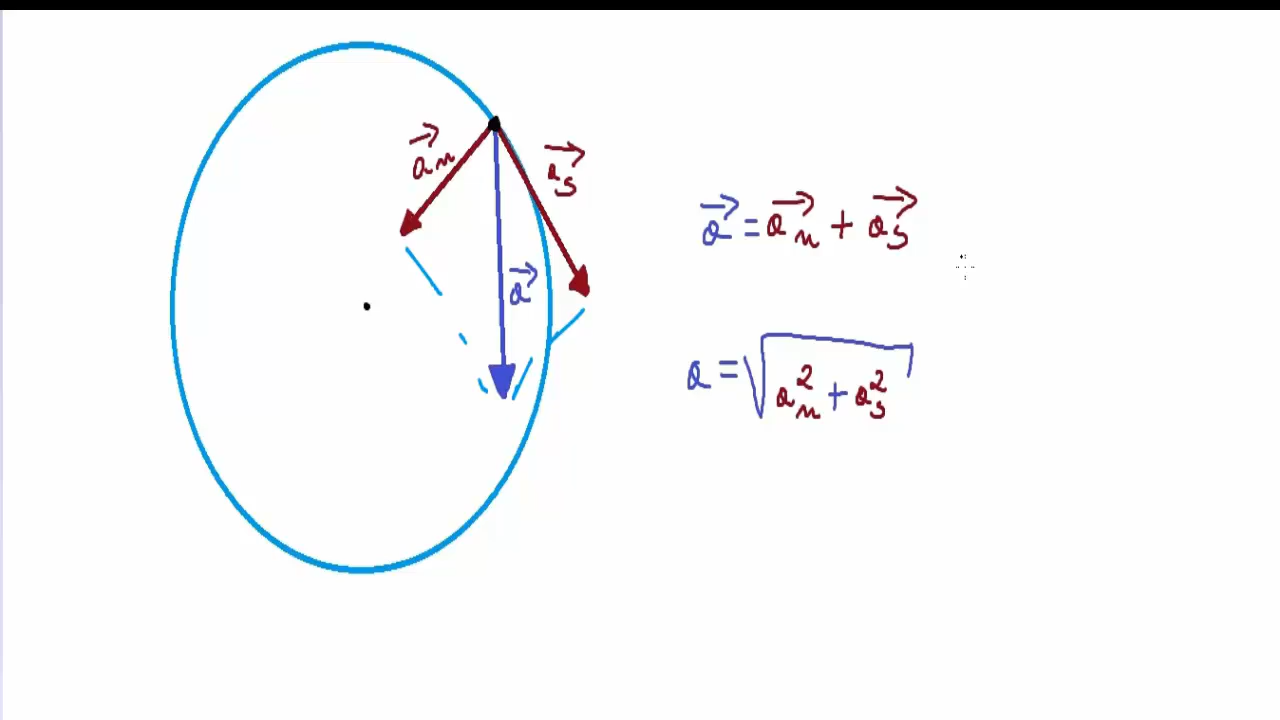 a⃗ₙ
a⃗ₛ
a⃗ = a⃗ₙ + a⃗ₛ
a⃗
a = √(aₙ² + aₛ²)